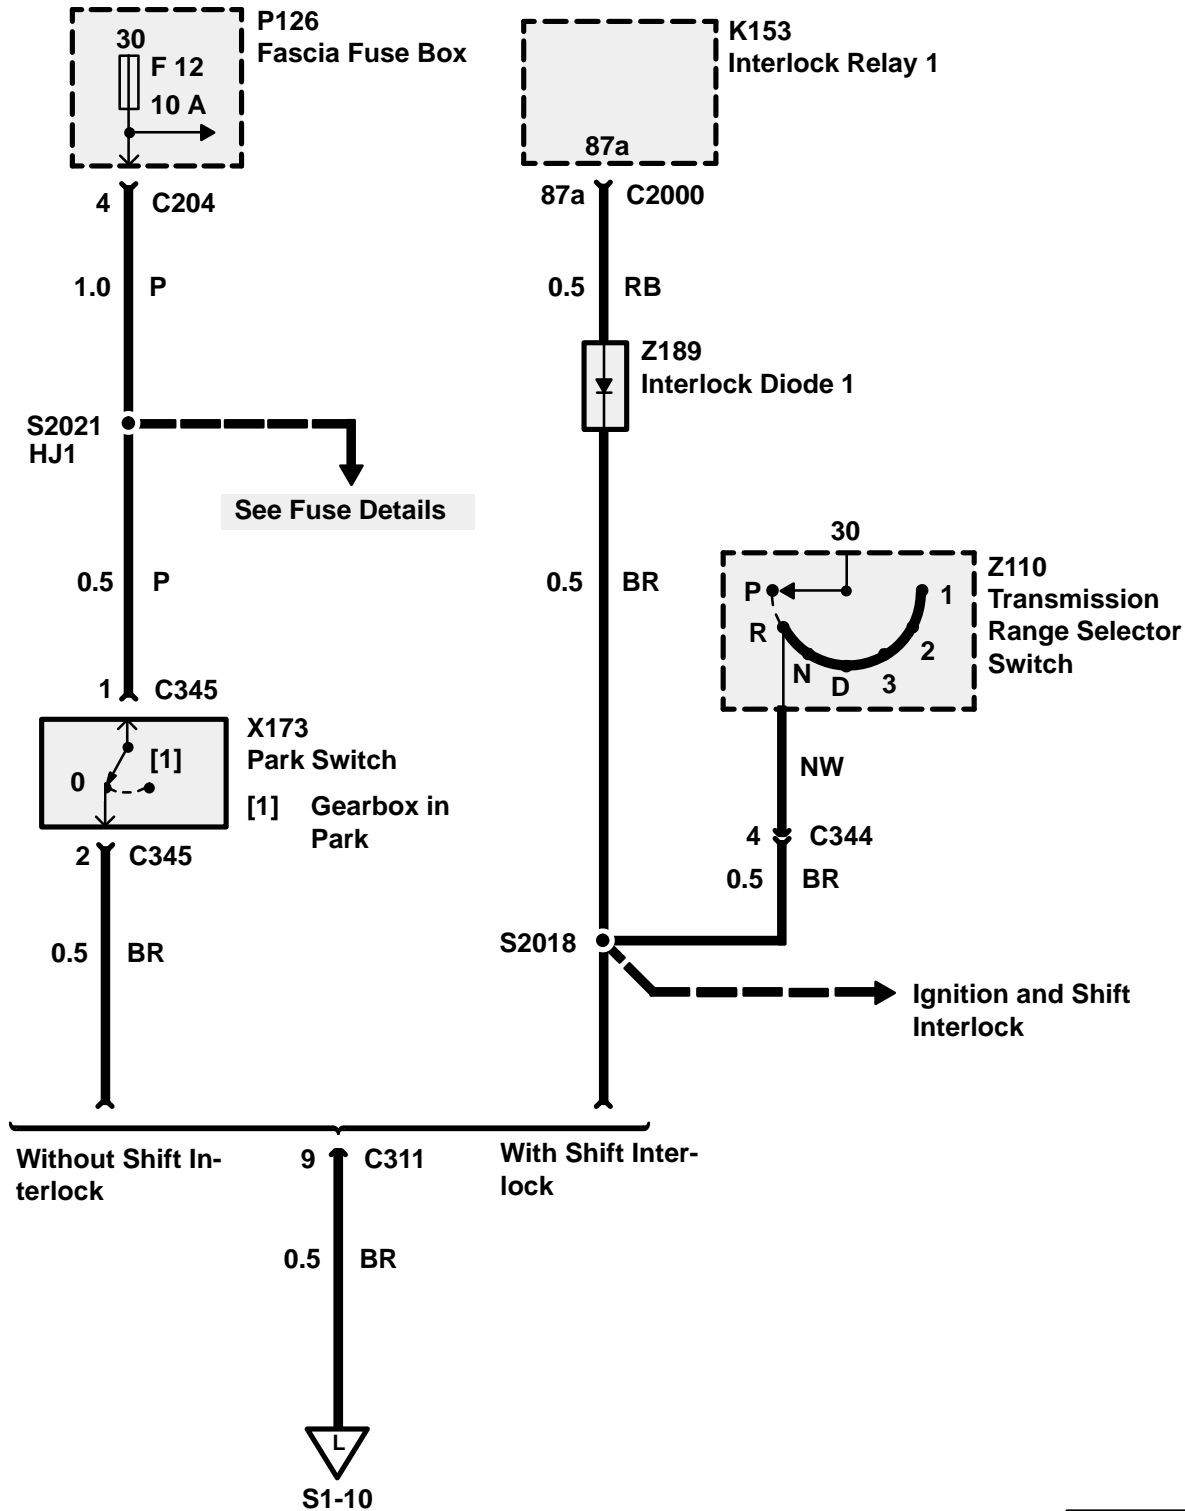 P126
Fascia Fuse Box
30
F 12
10 A
4 C204
1.0 P
S2021
HJ1
See Fuse Details
0.5 P
1 C345
X173
Park Switch
0 [1]
[1] Gearbox in
Park
2 C345
0.5 BR
K153
Interlock Relay 1
87a
87a C2000
0.5 RB
Z189
Interlock Diode 1
0.5 BR
30
Z110
Transmission
Range Selector
Switch
P
R
N
D
3
2
1
NW
4 C344
0.5 BR
S2018
Ignition and Shift
Interlock
Without Shift In-
terlock
With Shift Inter-
lock
9 C311
0.5 BR
L
S1-10